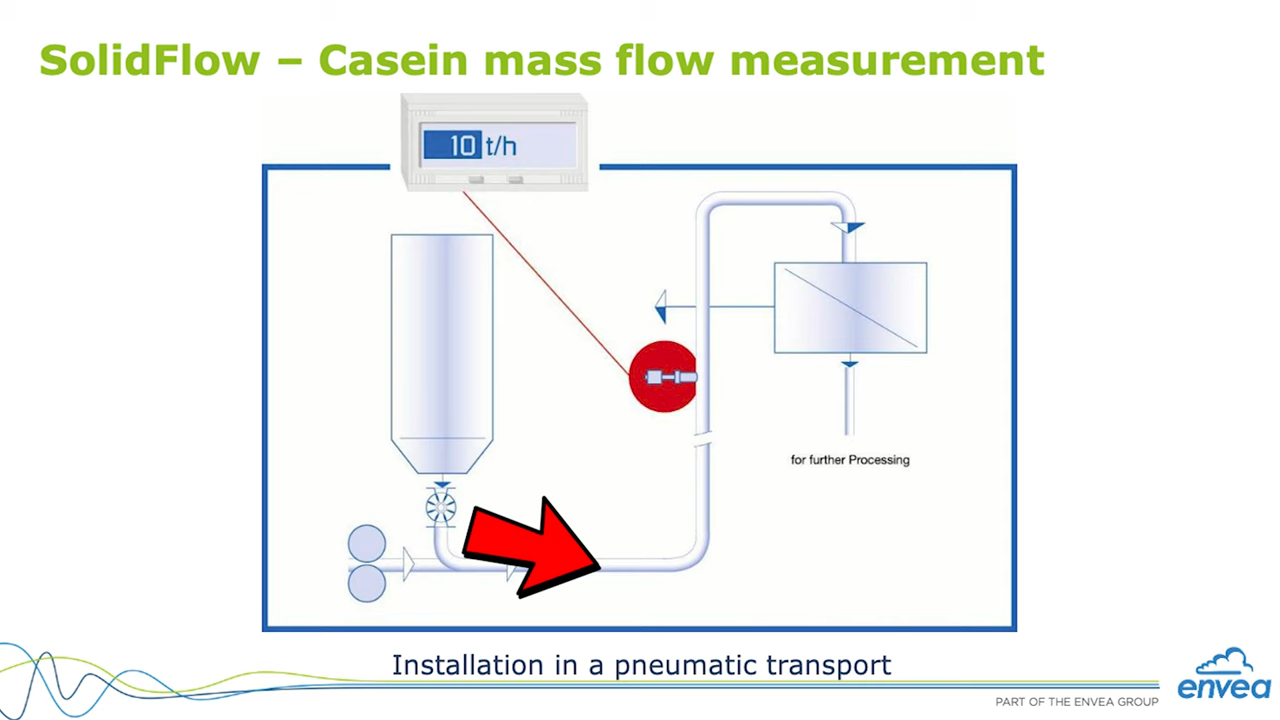 SolidFlow – Casein mass flow measurement
10 t/h
for further Processing
Installation in a pneumatic transport
envea
PART OF THE ENVEA GROUP